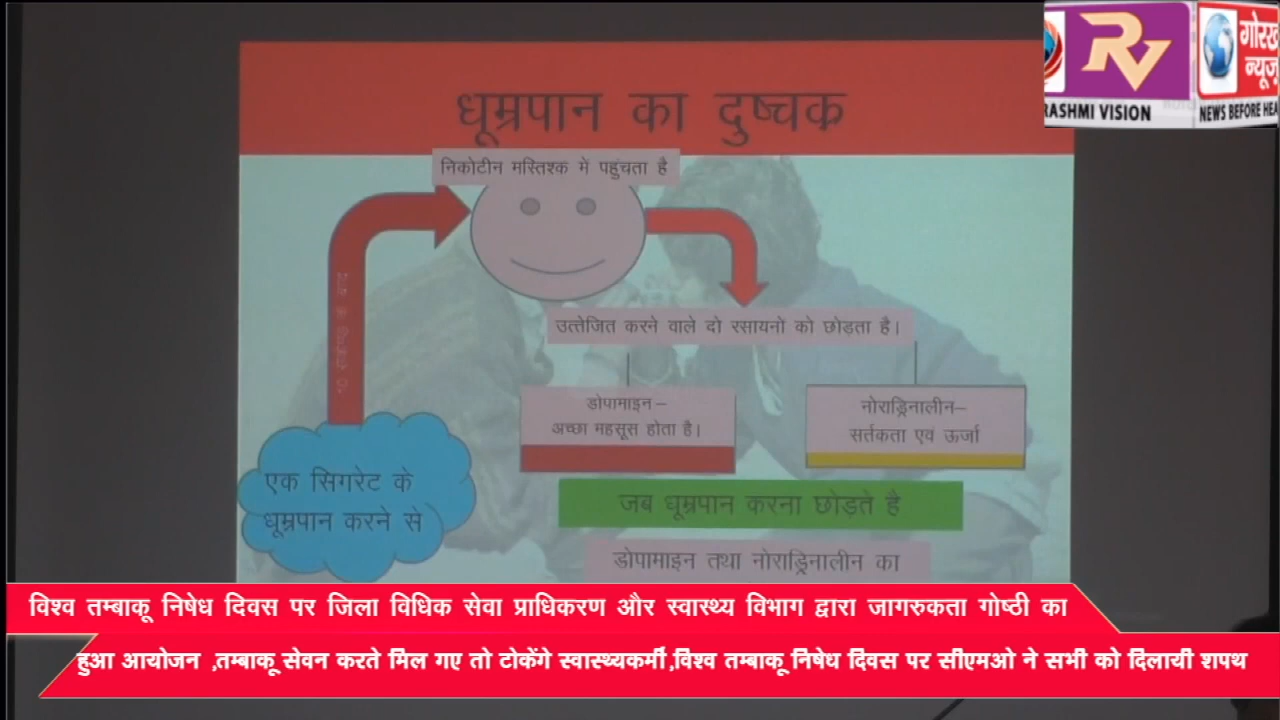 RV
RASHMI VISION
गोरख
न्यूज
NEWS BEFORE HEA
धूम्रपान का दुष्चक
निकोटीन मस्तिश्क में पहुंचता है
उत्तेजित करने वाले दो रसायनों को छोड़ता है।
डोपामाइन–
अच्छा महसूस होता है।
नोराड्रिनालीन–
सर्तकता एवं ऊर्जा
एक सिगरेट के
धूम्रपान करने से
जब धूम्रपान करना छोड़ते है
डोपामाइन तथा नोराड्रिनालीन का
विश्व तम्बाकू निषेध दिवस पर जिला विधिक सेवा प्राधिकरण और स्वास्थ्य विभाग द्वारा जागरुकता गोष्ठी का
हुआ आयोजन ,तम्बाकू सेवन करते मिल गए तो टोकेंगे स्वास्थ्यकर्मी,विश्व तम्बाकू निषेध दिवस पर सीएमओ ने सभी को दिलायी शपथ